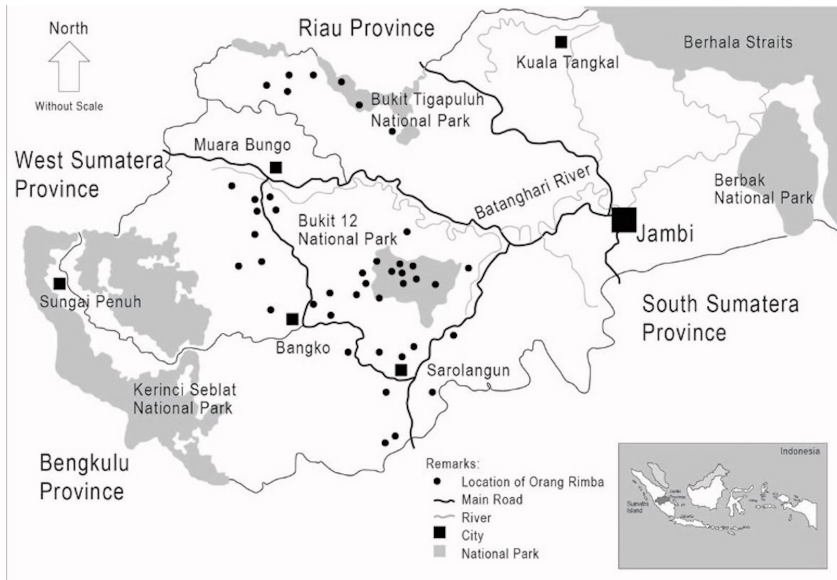 North
Without Scale
Riau Province
Berhala Straits
Kuala Tangkal
Bukit Tigapuluh
National Park
Muara Bungo
West Sumatera
Province
Berbak
National Park
Batanghari River
Bukit 12
National Park
Jambi
Sungai Penuh
South Sumatera
Province
Bangko
Sarolangun
Kerinci Seblat
National Park
Bengkulu
Province
Remarks:
Location of Orang Rimba
Main Road
River
City
National Park
Indonesia
Island